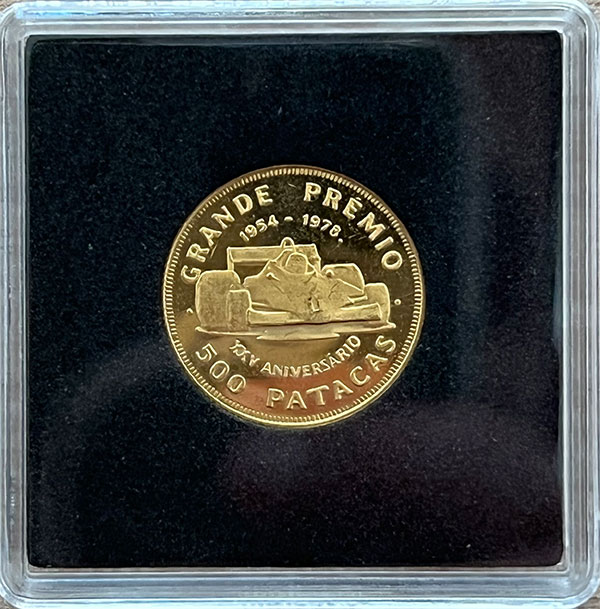 GRANDE PRÉMIO
1954 - 1978.
XXV ANIVERSÁRIO
500 PATACAS